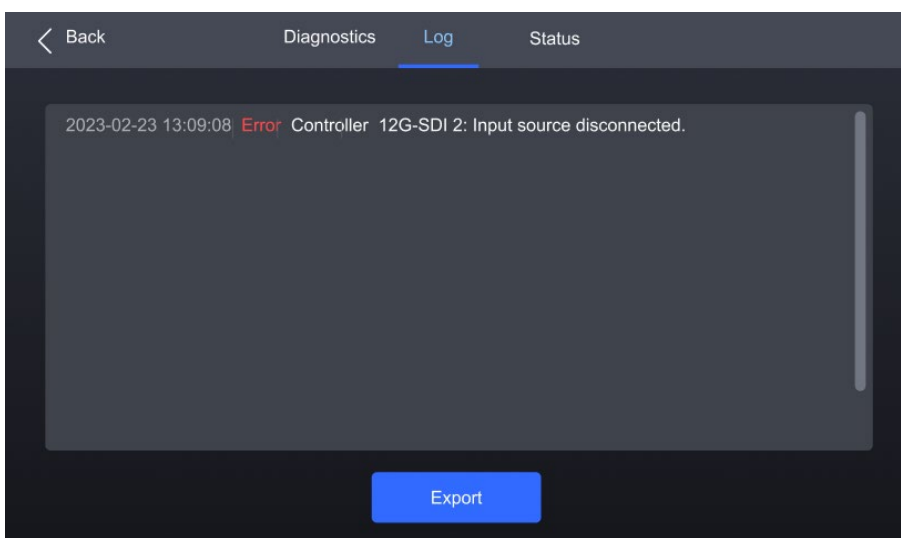 Back Diagnostics Log Status
2023-02-23 13:09:08 Error Controller 12G-SDI 2: Input source disconnected.
Export